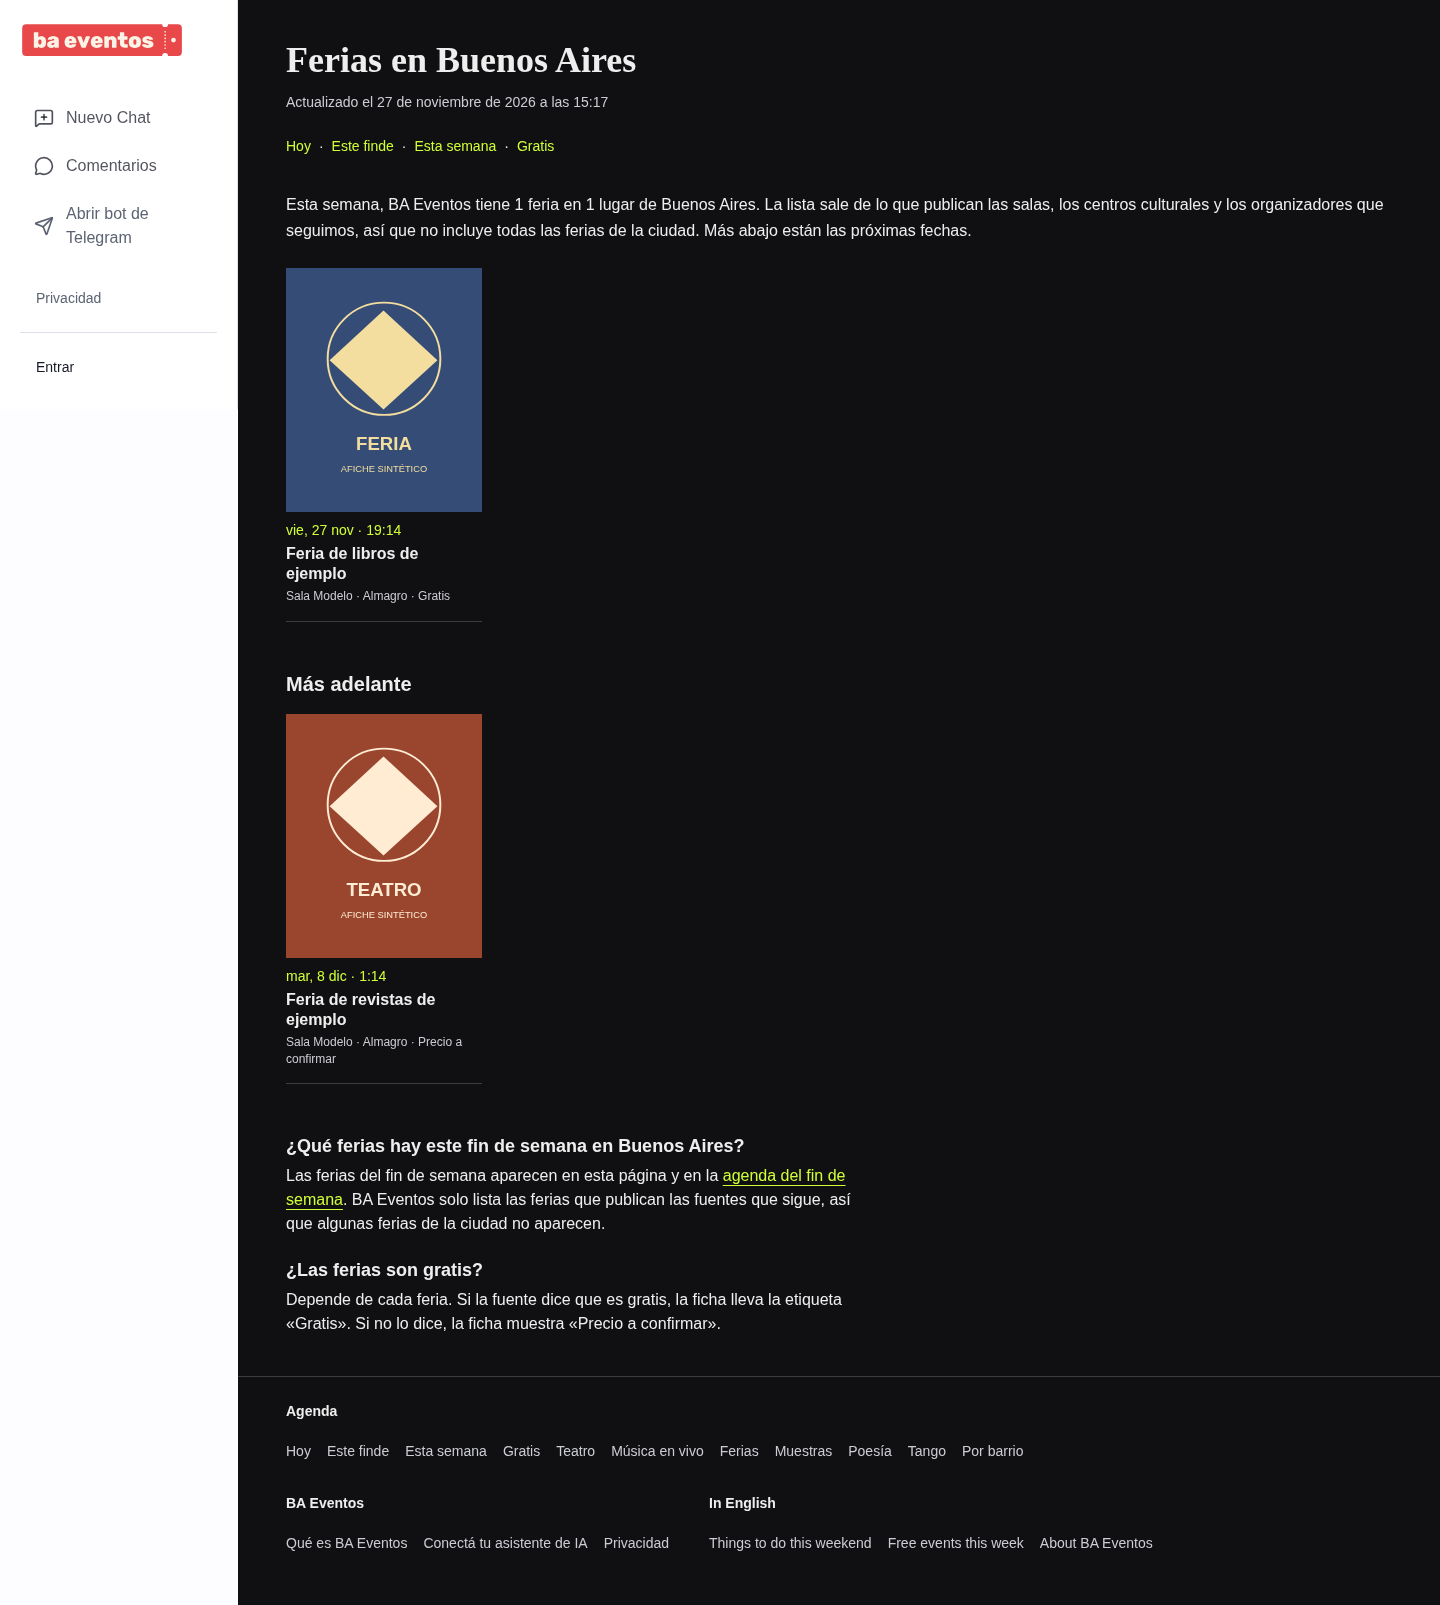 ba eventos
Nuevo Chat
Comentarios
Abrir bot de
Telegram
Privacidad
Entrar
Ferias en Buenos Aires
Actualizado el 27 de noviembre de 2026 a las 15:17
Hoy · Este finde · Esta semana · Gratis
Esta semana, BA Eventos tiene 1 feria en 1 lugar de Buenos Aires. La lista sale de lo que publican las salas, los centros culturales y los organizadores que
seguimos, así que no incluye todas las ferias de la ciudad. Más abajo están las próximas fechas.
FERIA
AFICHE SINTÉTICO
vie, 27 nov · 19:14
Feria de libros de
ejemplo
Sala Modelo · Almagro · Gratis
Más adelante
TEATRO
AFICHE SINTÉTICO
mar, 8 dic · 1:14
Feria de revistas de
ejemplo
Sala Modelo · Almagro · Precio a
confirmar
¿Qué ferias hay este fin de semana en Buenos Aires?
Las ferias del fin de semana aparecen en esta página y en la agenda del fin de
semana. BA Eventos solo lista las ferias que publican las fuentes que sigue, así
que algunas ferias de la ciudad no aparecen.
¿Las ferias son gratis?
Depende de cada feria. Si la fuente dice que es gratis, la ficha lleva la etiqueta
«Gratis». Si no lo dice, la ficha muestra «Precio a confirmar».
Agenda
Hoy Este finde Esta semana Gratis Teatro Música en vivo Ferias Muestras Poesía Tango Por barrio
BA Eventos
Qué es BA Eventos Conectá tu asistente de IA Privacidad
In English
Things to do this weekend Free events this week About BA Eventos